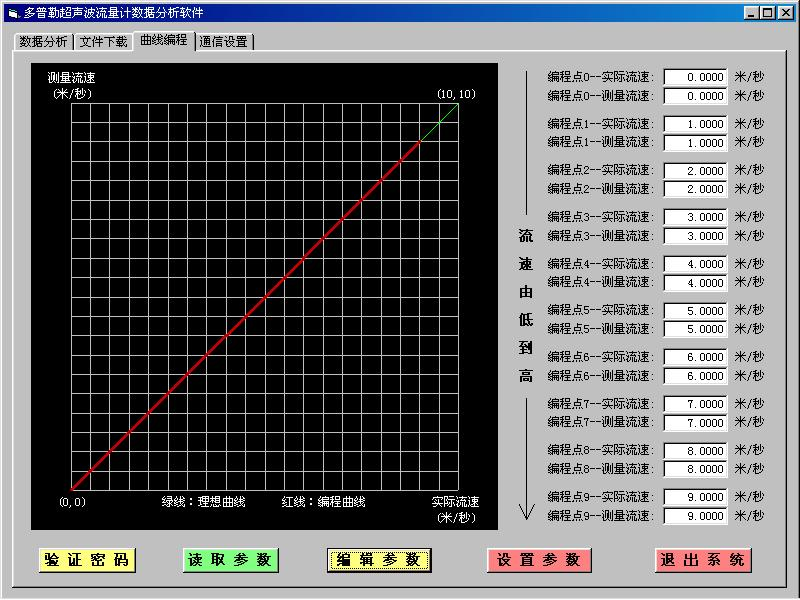 多普勒超声波流量计数据分析软件
数据分析 文件下载 曲线编程 通信设置
测量流速
(米/秒)
(10,10)
(0,0)
绿线：理想曲线 红线：编程曲线
实际流速
(米/秒)
流速由低到高
编程点0--实际流速： 0.0000 米/秒
编程点0--测量流速： 0.0000 米/秒
编程点1--实际流速： 1.0000 米/秒
编程点1--测量流速： 1.0000 米/秒
编程点2--实际流速： 2.0000 米/秒
编程点2--测量流速： 2.0000 米/秒
编程点3--实际流速： 3.0000 米/秒
编程点3--测量流速： 3.0000 米/秒
编程点4--实际流速： 4.0000 米/秒
编程点4--测量流速： 4.0000 米/秒
编程点5--实际流速： 5.0000 米/秒
编程点5--测量流速： 5.0000 米/秒
编程点6--实际流速： 6.0000 米/秒
编程点6--测量流速： 6.0000 米/秒
编程点7--实际流速： 7.0000 米/秒
编程点7--测量流速： 7.0000 米/秒
编程点8--实际流速： 8.0000 米/秒
编程点8--测量流速： 8.0000 米/秒
编程点9--实际流速： 9.0000 米/秒
编程点9--测量流速： 9.0000 米/秒
验证密码 读取参数 编辑参数 设置参数 退出系统